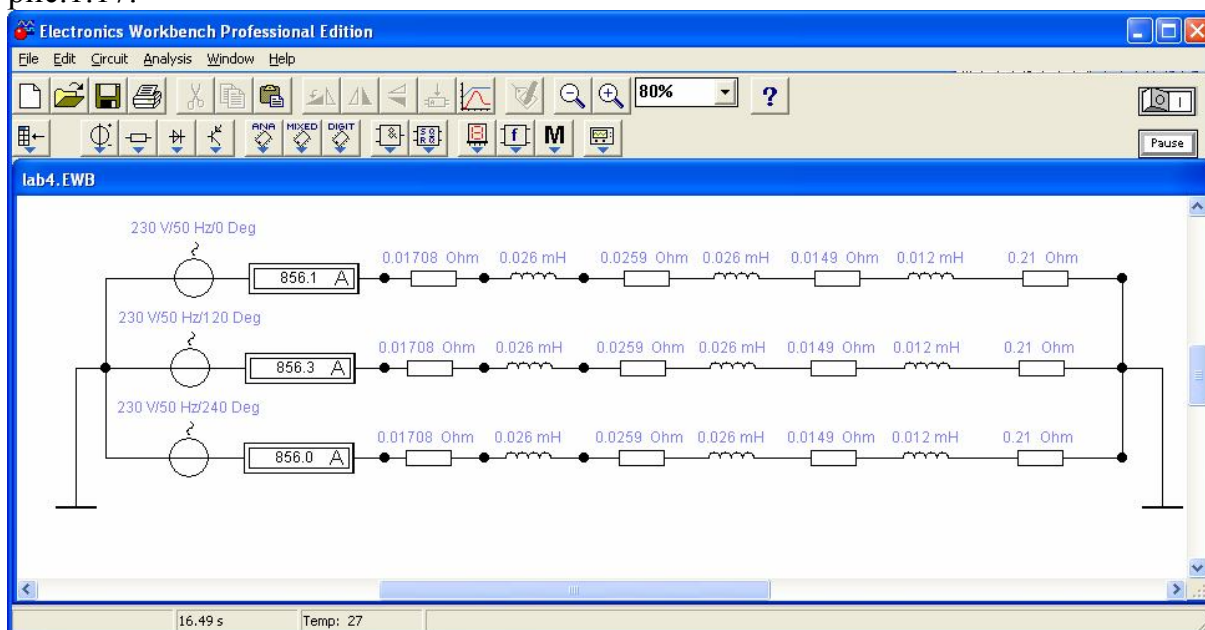 рис.1.17.
Electronics Workbench Professional Edition
File Edit Circuit Analysis Window Help
80%
?
ANA MIXED DIGIT
&
f M
Pause
lab4.EWB
230 V/50 Hz/0 Deg
0.01708 Ohm 0.026 mH 0.0259 Ohm 0.026 mH 0.0149 Ohm 0.012 mH 0.21 Ohm
856.1 A
230 V/50 Hz/120 Deg
0.01708 Ohm 0.026 mH 0.0259 Ohm 0.026 mH 0.0149 Ohm 0.012 mH 0.21 Ohm
856.3 A
230 V/50 Hz/240 Deg
0.01708 Ohm 0.026 mH 0.0259 Ohm 0.026 mH 0.0149 Ohm 0.012 mH 0.21 Ohm
856.0 A
16.49 s Temp: 27